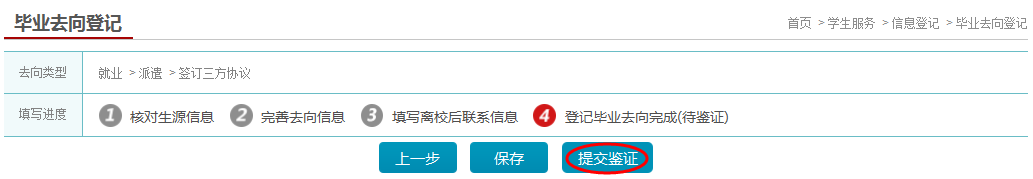 毕业去向登记
首页 >学生服务 >信息登记 >毕业去向登记
去向类型 就业 >派遣 >签订三方协议
填写进度 1 核对生源信息 2 完善去向信息 3 填写离校后联系信息 4 登记毕业去向完成(待鉴证)
上一步 保存 提交鉴证